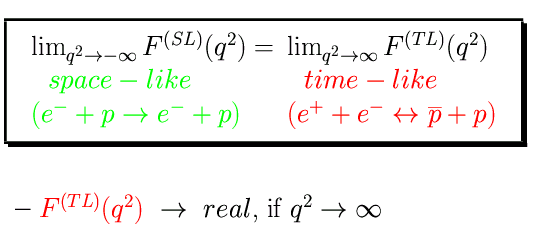 lim_{q²→−∞} F^{(SL)}(q²) = lim_{q²→∞} F^{(TL)}(q²)
space − like time − like
(e⁻ + p → e⁻ + p) (e⁺ + e⁻ ↔ p̅ + p)
− F^{(TL)}(q²) → real, if q² → ∞